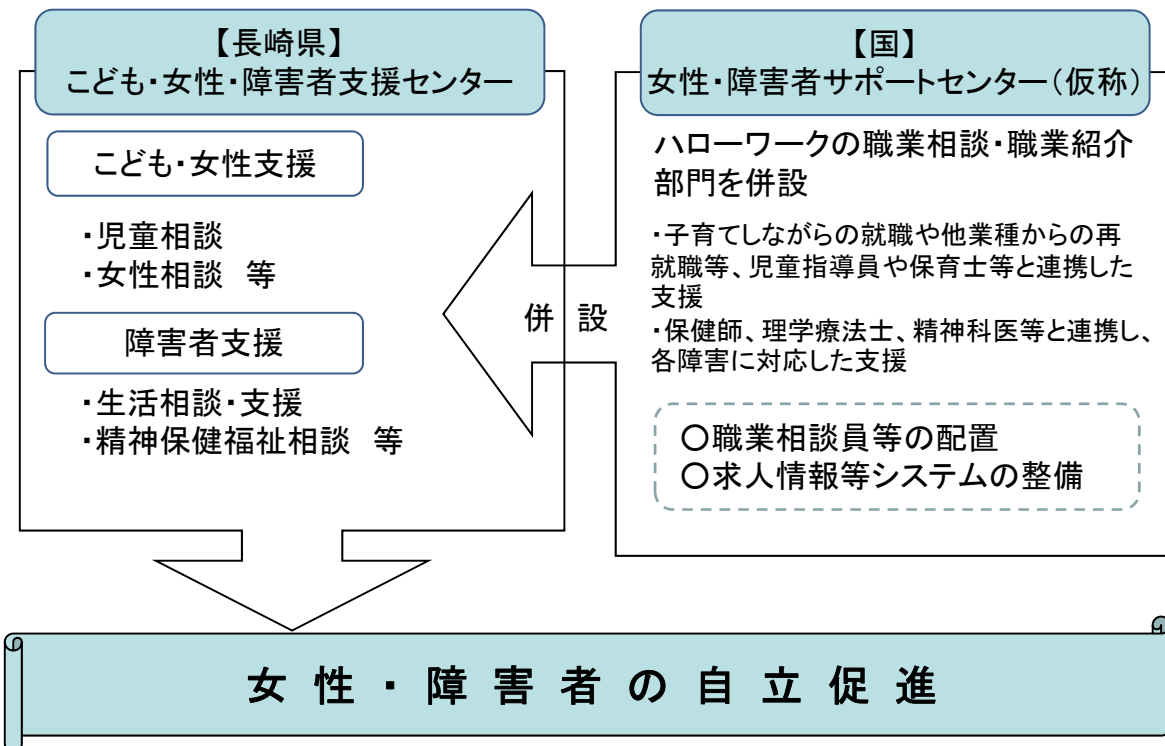 【長崎県】
こども・女性・障害者支援センター
こども・女性支援
・児童相談
・女性相談　等
障害者支援
・生活相談・支援
・精神保健福祉相談　等
併　設
【国】
女性・障害者サポートセンター（仮称）
ハローワークの職業相談・職業紹介
部門を併設
・子育てしながらの就職や他業種からの再
就職等、児童指導員や保育士等と連携した
支援
・保健師、理学療法士、精神科医等と連携し、
各障害に対応した支援
○職業相談員等の配置
○求人情報等システムの整備
女性・障害者の自立促進